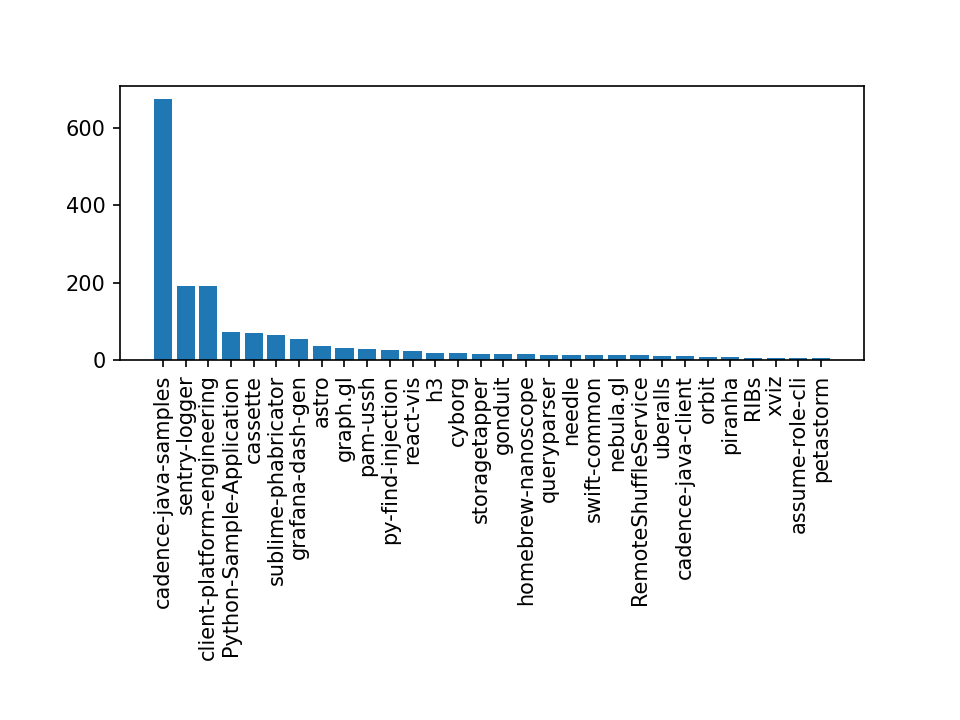 600
400
200
0
cadence-java-samples
sentry-logger
client-platform-engineering
Python-Sample-Application
cassette
sublime-phabricator
grafana-dash-gen
astro
graph.gl
pam-ussh
py-find-injection
react-vis
h3
cyborg
storagetapper
gonduit
homebrew-nanoscope
queryparser
needle
swift-common
nebula.gl
RemoteShuffleService
uberalls
cadence-java-client
orbit
piranha
RIBs
xviz
assume-role-cli
petastorm